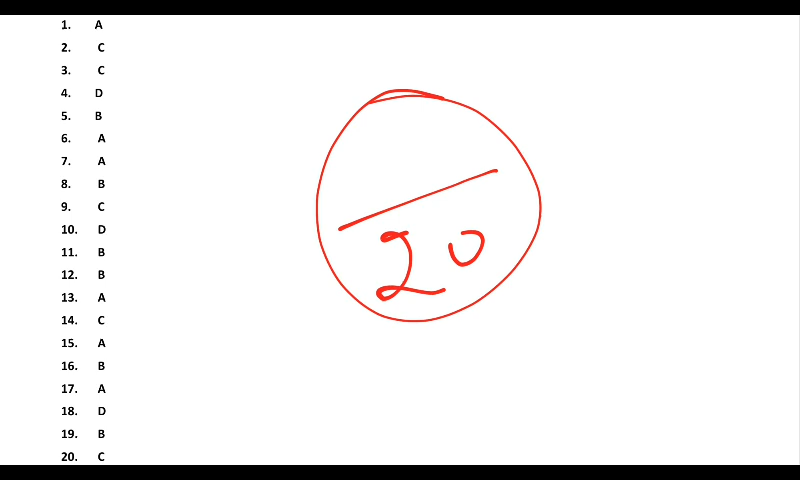 1. A
2. C
3. C
4. D
5. B
6. A
7. A
8. B
9. C
10. D
11. B
12. B
13. A
14. C
15. A
16. B
17. A
18. D
19. B
20. C
20